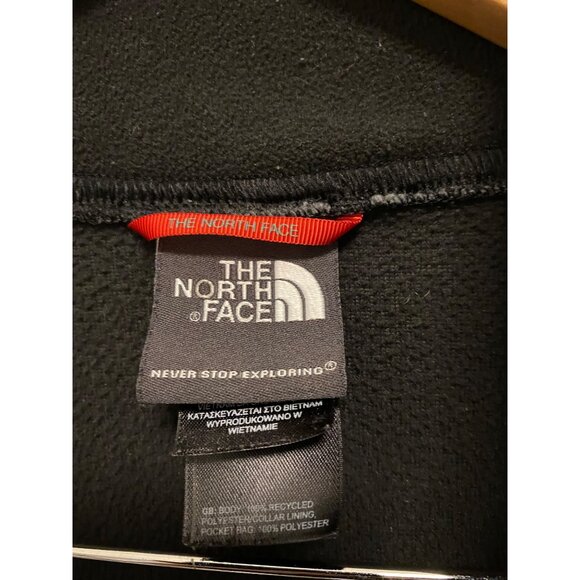 THE NORTH FACE
THE
NORTH
®FACE
NEVER STOP EXPLORING®
ΚΑΤΑΣΚΕΥΑΖΕΤΑΙ ΣΤΟ ΒΙΕΤΝΑΜ
WYPRODUKOWANO W
WIETNAMIE
GB: BODY: 100% RECYCLED
POLYESTER/COLLAR LINING,
POCKET BAG: 100% POLYESTER